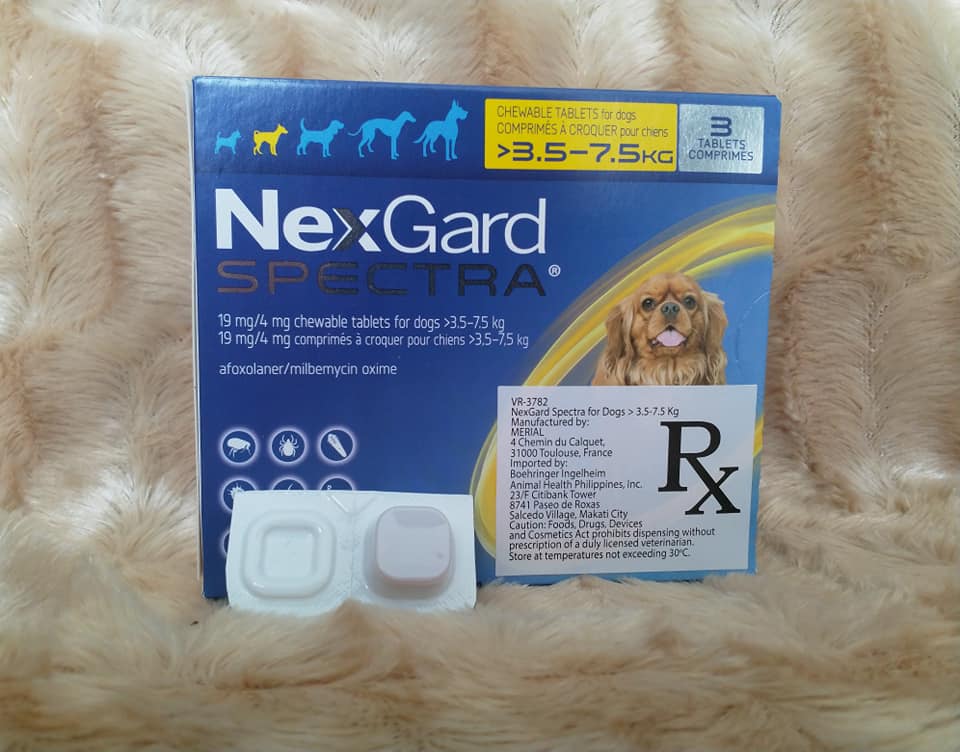 CHEWABLE TABLETS for dogs
COMPRIMÉS À CROQUER pour chiens
>3.5–7.5KG
3
TABLETS
COMPRIMÉS
NexGard
SPECTRA®
19 mg/4 mg chewable tablets for dogs >3.5–7.5 kg
19 mg/4 mg comprimés à croquer pour chiens >3,5–7,5 kg
afoxolaner/milbemycin oxime
VR-3782
NexGard Spectra for Dogs > 3.5-7.5 Kg
Manufactured by:
MERIAL
4 Chemin du Calquet,
31000 Toulouse, France
Imported by:
Boehringer Ingelheim
Animal Health Philippines, Inc.
23/F Citibank Tower
8741 Paseo de Roxas
Salcedo Village, Makati City
Caution: Foods, Drugs, Devices
and Cosmetics Act prohibits dispensing without
prescription of a duly licensed veterinarian.
Store at temperatures not exceeding 30ºC.
Rx